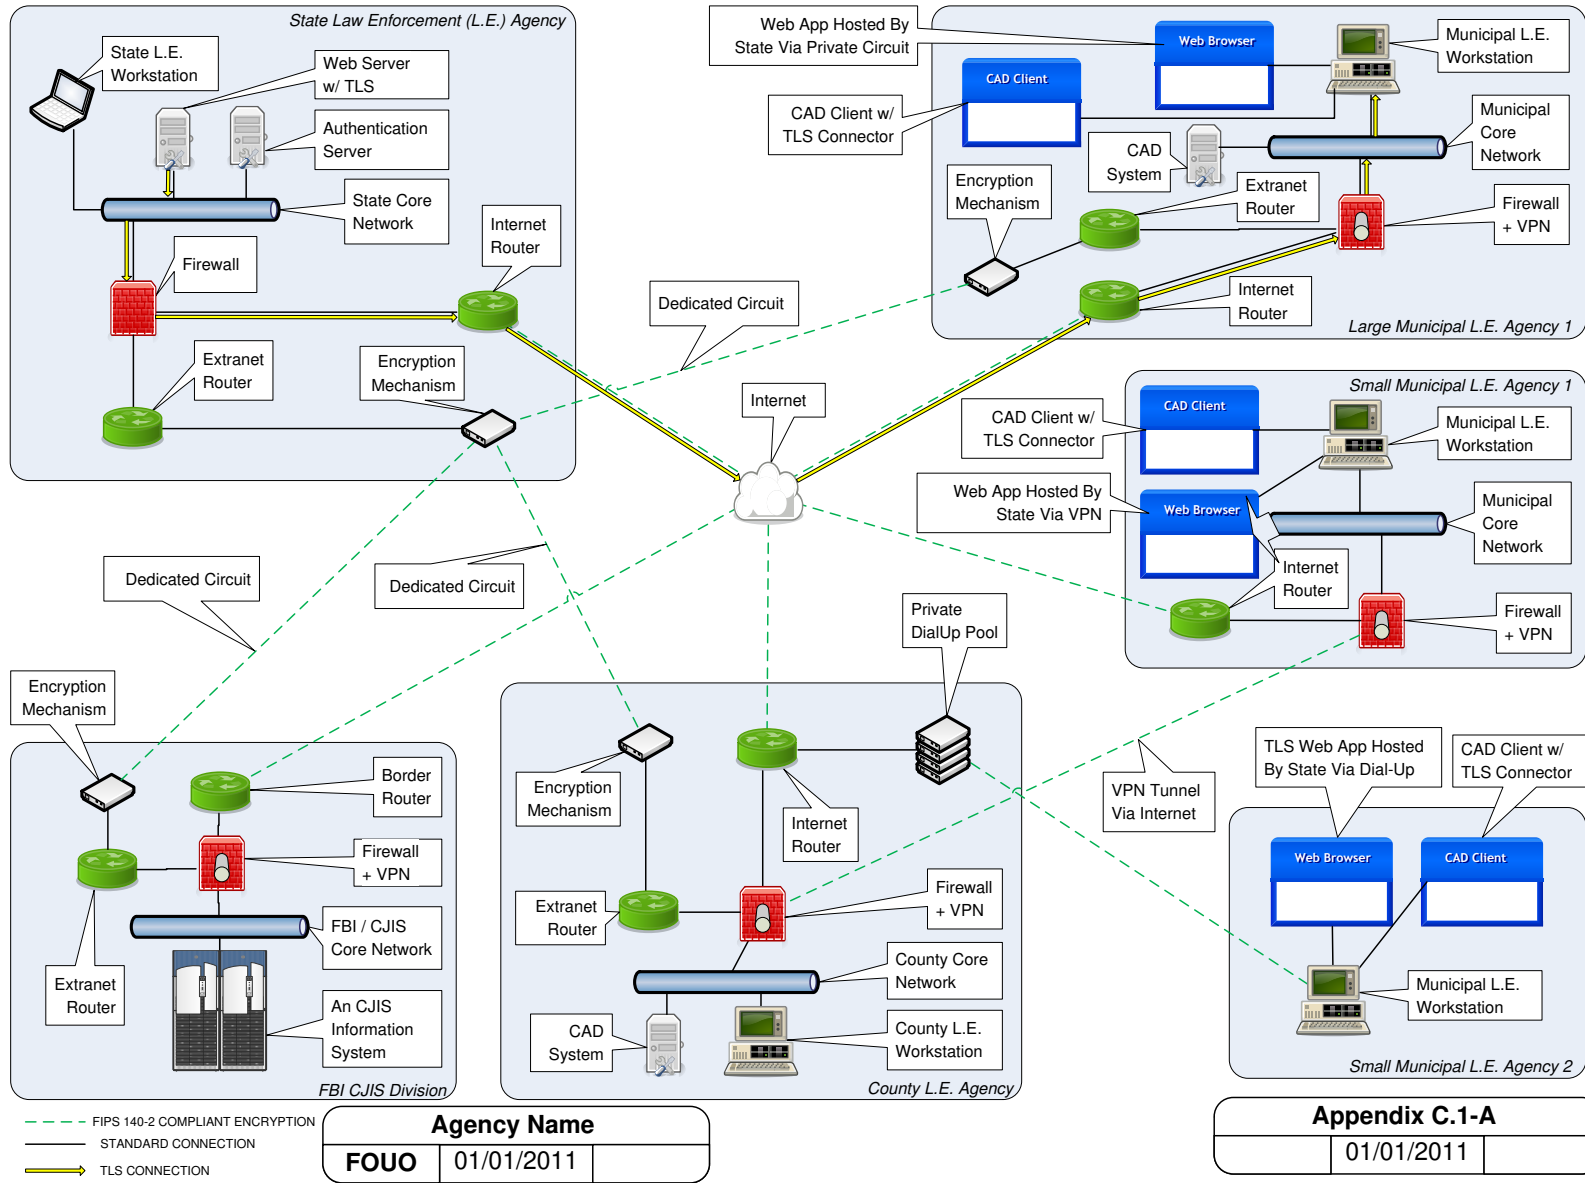 State Law Enforcement (L.E.) Agency
State L.E.
Workstation
Web Server
w/ TLS
Authentication
Server
State Core
Network
Internet
Router
Firewall
Extranet
Router
Encryption
Mechanism
Dedicated Circuit
Internet
Web App Hosted By
State Via Private Circuit
Web Browser
Municipal L.E.
Workstation
CAD Client
CAD Client w/
TLS Connector
Municipal
Core
Network
CAD
System
Encryption
Mechanism
Extranet
Router
Firewall
+ VPN
Internet
Router
Large Municipal L.E. Agency 1
Small Municipal L.E. Agency 1
CAD Client
CAD Client w/
TLS Connector
Municipal L.E.
Workstation
Web App Hosted By
State Via VPN
Web Browser
Municipal
Core
Network
Internet
Router
Firewall
+ VPN
Dedicated Circuit
Dedicated Circuit
Private
DialUp Pool
Encryption
Mechanism
Border
Router
Firewall
+ VPN
FBI / CJIS
Core Network
Extranet
Router
An CJIS
Information
System
FBI CJIS Division
Encryption
Mechanism
Internet
Router
Extranet
Router
Firewall
+ VPN
County Core
Network
CAD
System
County L.E.
Workstation
County L.E. Agency
VPN Tunnel
Via Internet
TLS Web App Hosted
By State Via Dial-Up
CAD Client w/
TLS Connector
Web Browser
CAD Client
Municipal L.E.
Workstation
Small Municipal L.E. Agency 2
FIPS 140-2 COMPLIANT ENCRYPTION
STANDARD CONNECTION
TLS CONNECTION
Agency Name
FOUO 01/01/2011
Appendix C.1-A
01/01/2011